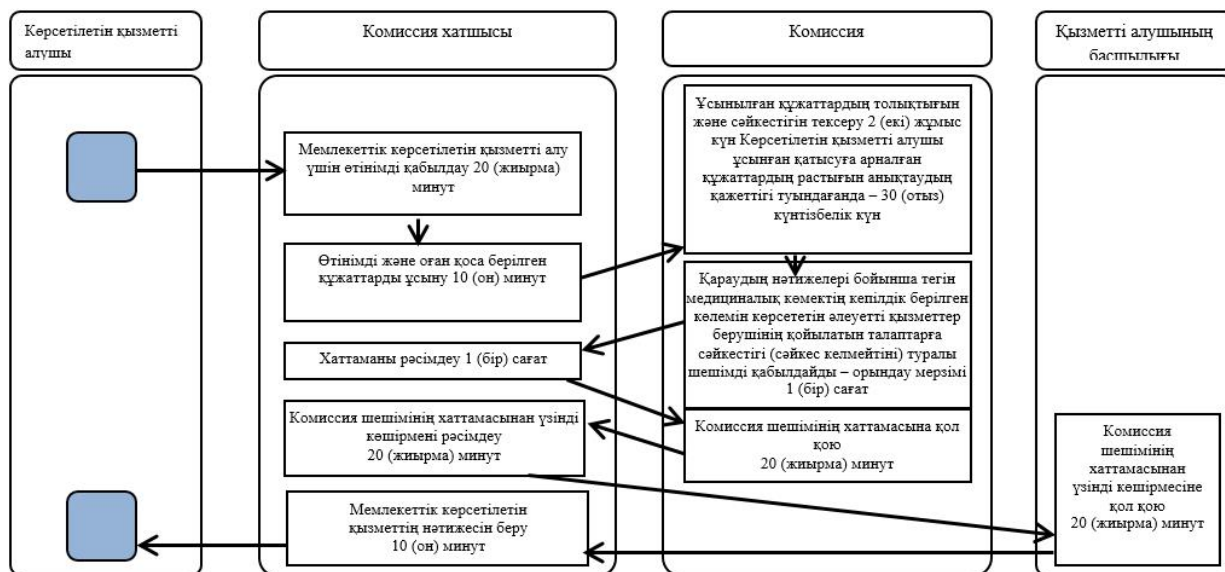 Көрсетілетін қызметті
алушы
Комиссия хатшысы
Комиссия
Қызметті алушының
басшылығы
Мемлекеттік көрсетілетін қызметті алу
үшін өтінімді қабылдау 20 (жиырма)
минут
Өтінімді және оған қоса берілген
құжаттарды ұсыну 10 (он) минут
Ұсынылған құжаттардың толықтығын
және сәйкестігін тексеру 2 (екі) жұмыс
күн Көрсетілетін қызметті алушы
ұсынған қатысуға арналған
құжаттардың растығын анықтаудың
қажеттігі туындағанда – 30 (отыз)
күнтізбелік күн
Қараудың нәтижелері бойынша тегін
медициналық көмектің кепілдік берілген
көлемін көрсететін әлеуетті қызметтер
берушінің қойылатын талаптарға
сәйкестігі (сәйкес келмейтіні) туралы
шешімді қабылдайды – орындау мерзімі
1 (бір) сағат
Хаттаманы рәсімдеу 1 (бір) сағат
Комиссия шешімінің хаттамасына қол
қою
20 (жиырма) минут
Комиссия шешімінің хаттамасынан үзінді
көшірмені рәсімдеу
20 (жиырма) минут
Комиссия
шешімінің
хаттамасынан
үзінді көшірмесіне
қол қою
20 (жиырма) минут
Мемлекеттік көрсетілетін
қызметтің нәтижесін беру
10 (он) минут